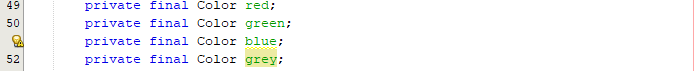 49 private final Color red;
50 private final Color green;
private final Color blue;
52 private final Color grey;